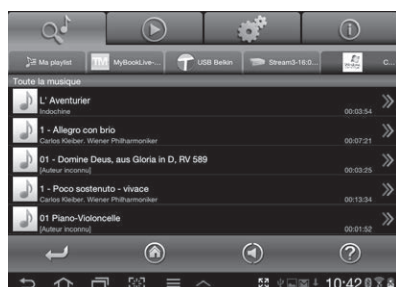 Ma playlist
MyBookLive-...
USB Belkin
Stream3-16:0...
C...
Toute la musique
L' Aventurier
Indochine
00:03:54
1 - Allegro con brio
Carlos Kleiber. Wiener Philharmoniker
00:07:21
01 - Domine Deus, aus Gloria in D, RV 589
[Auteur inconnu]
00:03:25
1 - Poco sostenuto - vivace
Carlos Kleiber. Wiener Philharmoniker
00:13:34
01 Piano-Violoncelle
[Auteur inconnu]
00:01:52
10:42